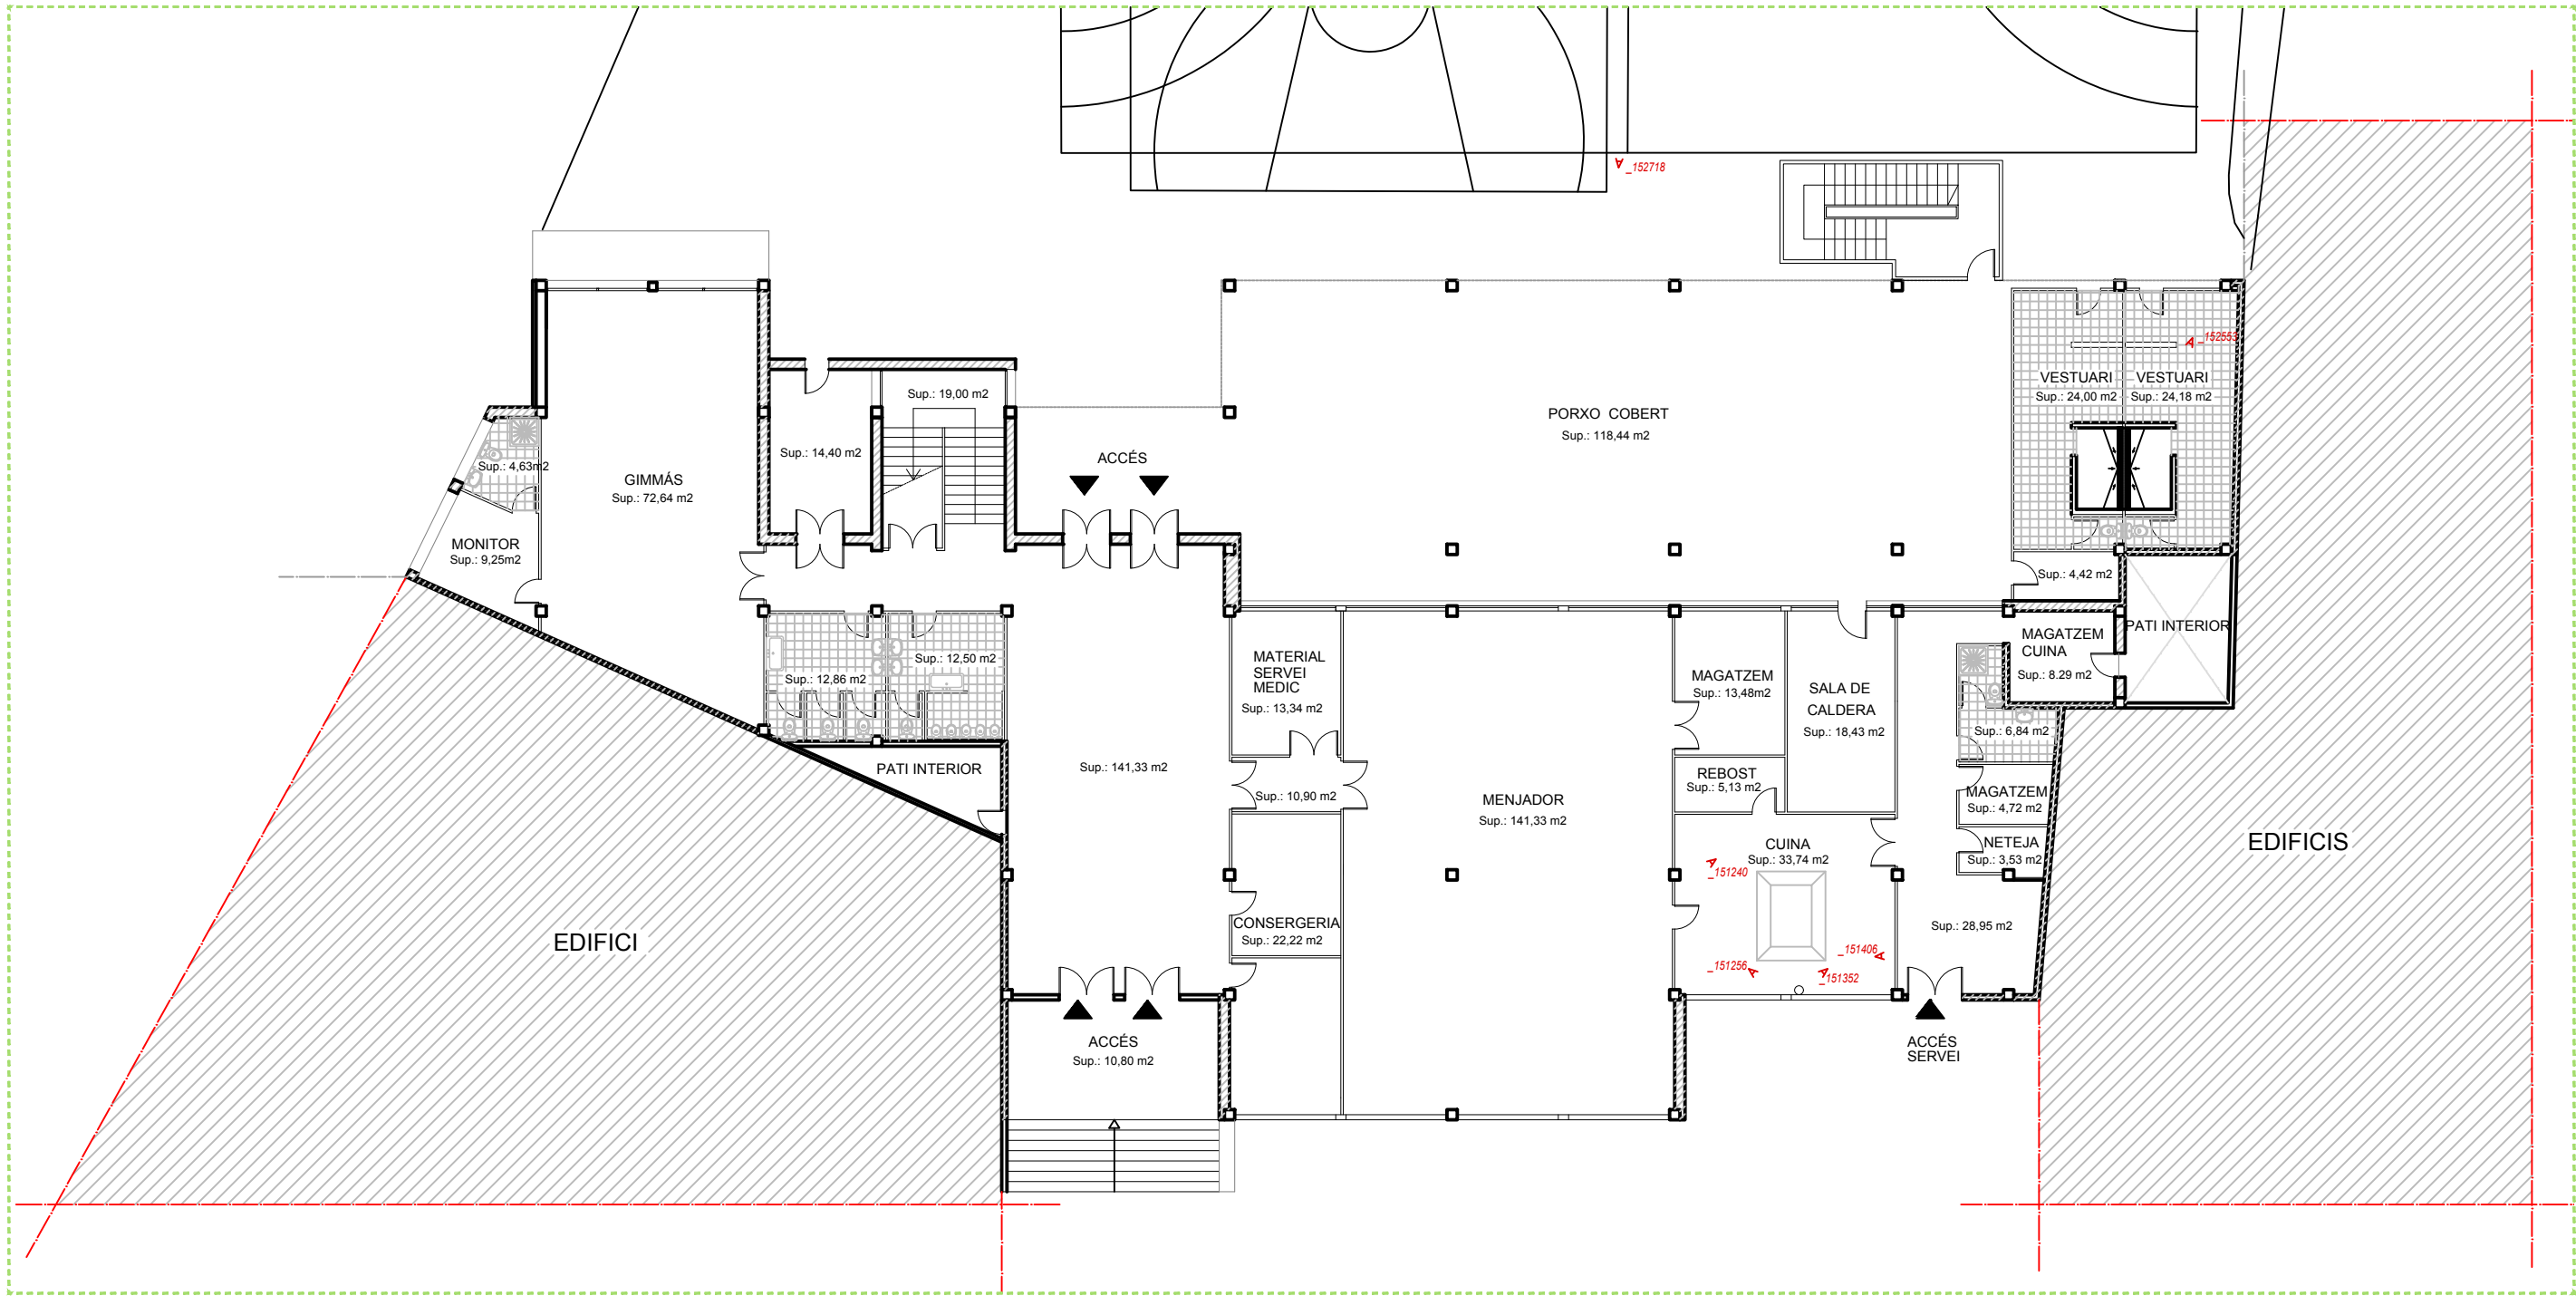 _152718
_152553
VESTUARI
Sup.: 24,00 m2
VESTUARI
Sup.: 24,18 m2
Sup.: 19,00 m2
PORXO COBERT
Sup.: 118,44 m2
Sup.: 14,40 m2
ACCÉS
Sup.: 4,63m2
GIMMÁS
Sup.: 72,64 m2
MONITOR
Sup.: 9,25m2
Sup.: 4,42 m2
PATI INTERIOR
MAGATZEM
CUINA
Sup.: 8.29 m2
Sup.: 12,50 m2
Sup.: 12,86 m2
MATERIAL
SERVEI
MEDIC
Sup.: 13,34 m2
MAGATZEM
Sup.: 13,48m2
SALA DE
CALDERA
Sup.: 18,43 m2
Sup.: 6,84 m2
PATI INTERIOR
Sup.: 141,33 m2
Sup.: 10,90 m2
REBOST
Sup.: 5,13 m2
MENJADOR
Sup.: 141,33 m2
MAGATZEM
Sup.: 4,72 m2
NETEJA
Sup.: 3,53 m2
CUINA
Sup.: 33,74 m2
_151240
EDIFICIS
CONSERGERIA
Sup.: 22,22 m2
Sup.: 28,95 m2
EDIFICI
_151406
_151256
_151352
ACCÉS
Sup.: 10,80 m2
ACCÉS
SERVEI